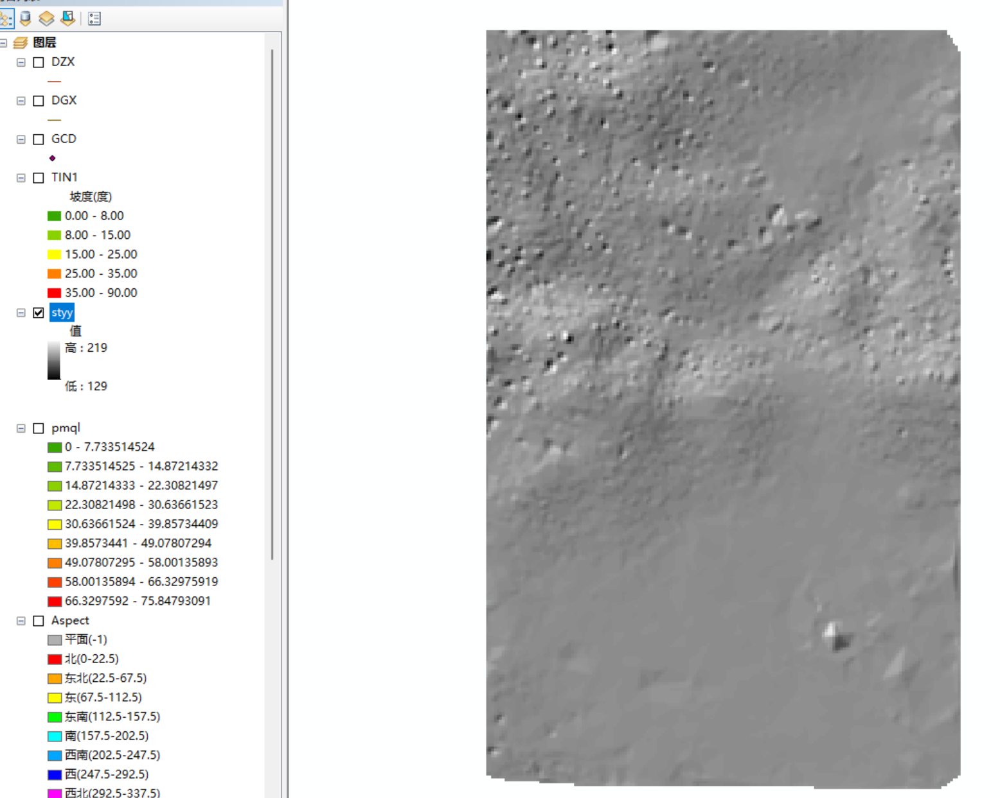 图层
DZX
DGX
GCD
TIN1
坡度(度)
0.00 - 8.00
8.00 - 15.00
15.00 - 25.00
25.00 - 35.00
35.00 - 90.00
styy
值
高 : 219
低 : 129
pmql
0 - 7.733514524
7.733514525 - 14.87214332
14.87214333 - 22.30821497
22.30821498 - 30.63661523
30.63661524 - 39.85734409
39.8573441 - 49.07807294
49.07807295 - 58.00135893
58.00135894 - 66.32975919
66.3297592 - 75.84793091
Aspect
平面(-1)
北(0-22.5)
东北(22.5-67.5)
东(67.5-112.5)
东南(112.5-157.5)
南(157.5-202.5)
西南(202.5-247.5)
西(247.5-292.5)
西北(292.5-337.5)